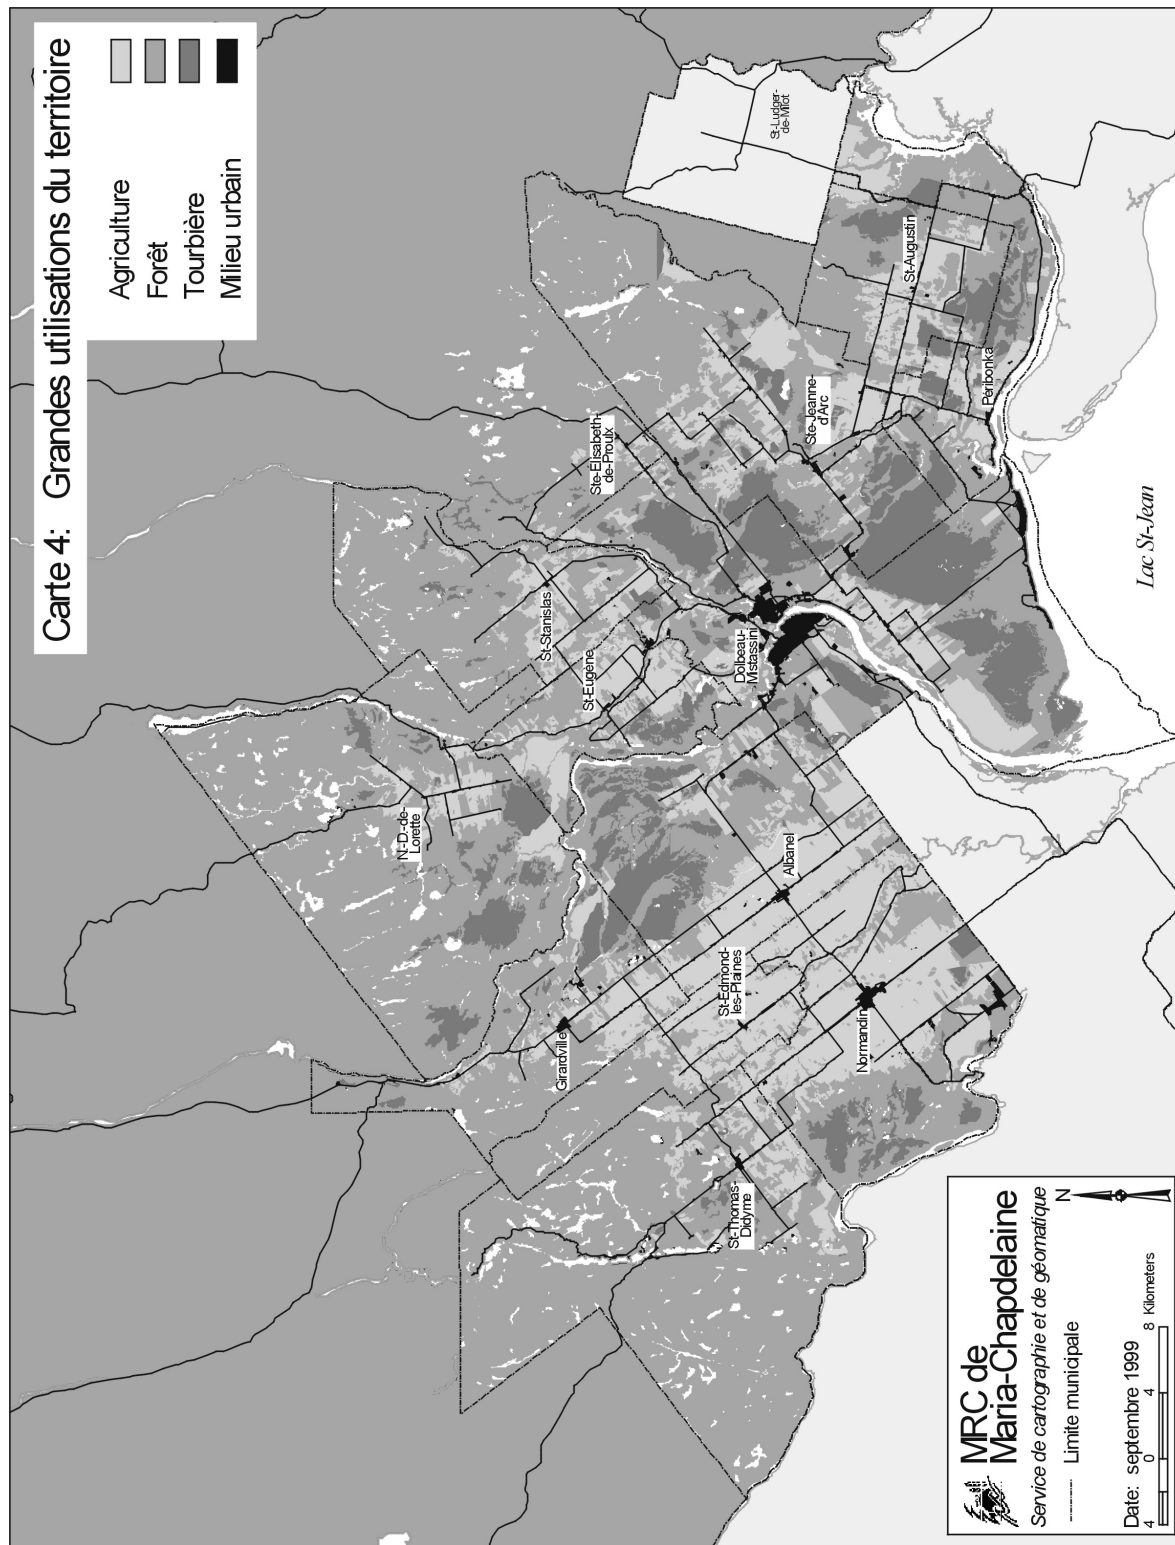 Carte 4: Grandes utilisations du territoire
Agriculture
Forêt
Tourbière
Milieu urbain
St-Ludger-
de-Milot
St-Augustin
Péribonka
Ste-Jeanne-
d'Arc
Ste-Elisabeth-
de-Proulx
St-Stanislas
St-Eugène
Dolbeau-
Mistassini
N.-D.-de-
Lorette
Albanel
St-Edmond-
les-Plaines
Girardville
Normandin
St-Thomas-
Didyme
Lac St-Jean
MRC de
Maria-Chapdelaine
Service de cartographie et de géomatique
Limite municipale
N
Date: septembre 1999
4 0 4 8 Kilometers